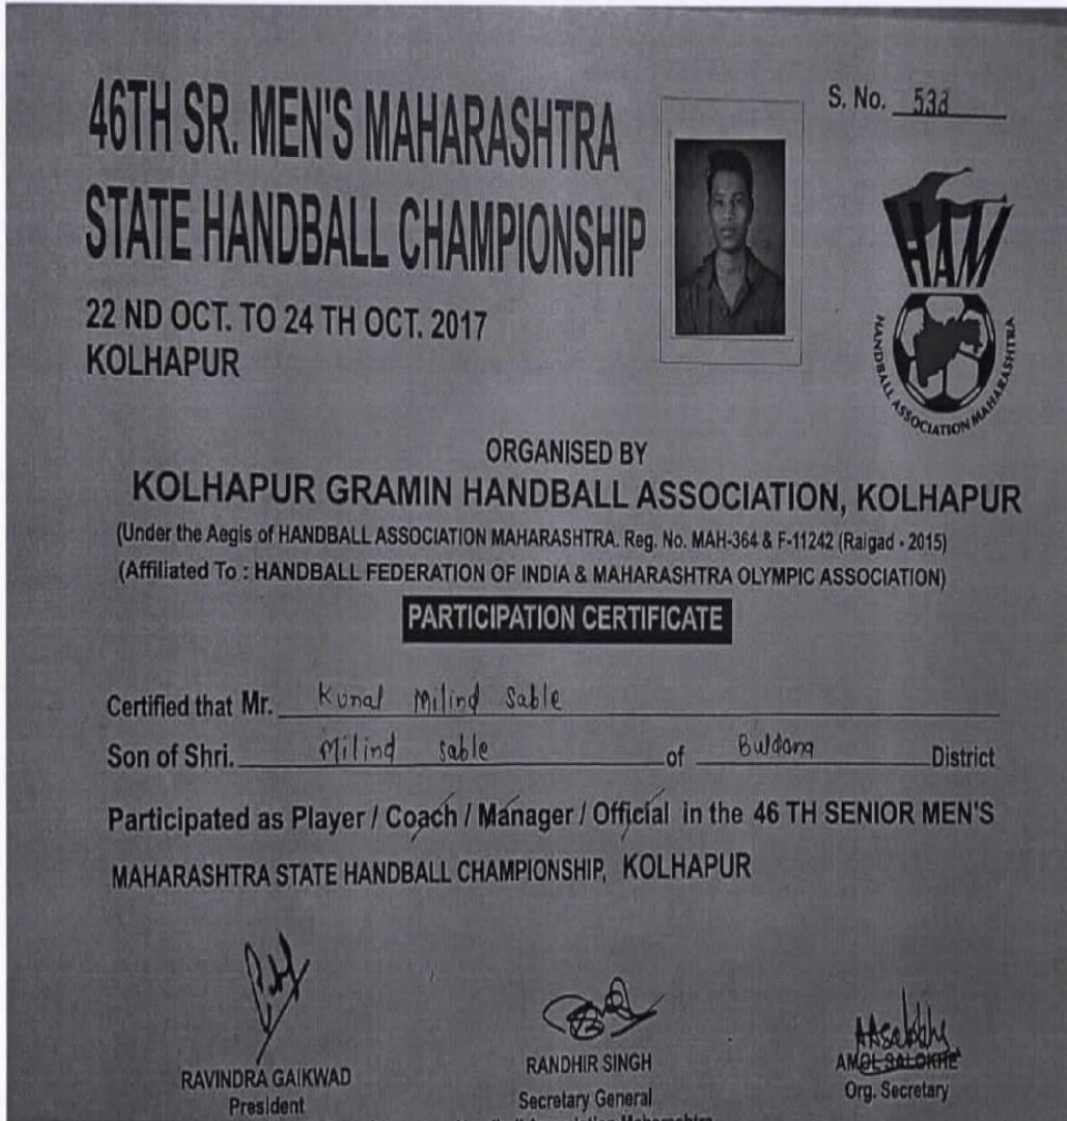 46TH SR. MEN'S MAHARASHTRA
STATE HANDBALL CHAMPIONSHIP
22 ND OCT. TO 24 TH OCT. 2017
KOLHAPUR
S. No. 538
HAM
HANDBALL ASSOCIATION MAHARASHTRA
ORGANISED BY
KOLHAPUR GRAMIN HANDBALL ASSOCIATION, KOLHAPUR
(Under the Aegis of HANDBALL ASSOCIATION MAHARASHTRA. Reg. No. MAH-364 & F-11242 (Raigad - 2015)
(Affiliated To : HANDBALL FEDERATION OF INDIA & MAHARASHTRA OLYMPIC ASSOCIATION)
PARTICIPATION CERTIFICATE
Certified that Mr. Kunal Milind Sable
Son of Shri. Milind Sable of Buldana District
Participated as Player / Coach / Manager / Official in the 46 TH SENIOR MEN'S
MAHARASHTRA STATE HANDBALL CHAMPIONSHIP, KOLHAPUR
RAVINDRA GAIKWAD
President
RANDHIR SINGH
Secretary General
AMOL SALOKHE
Org. Secretary